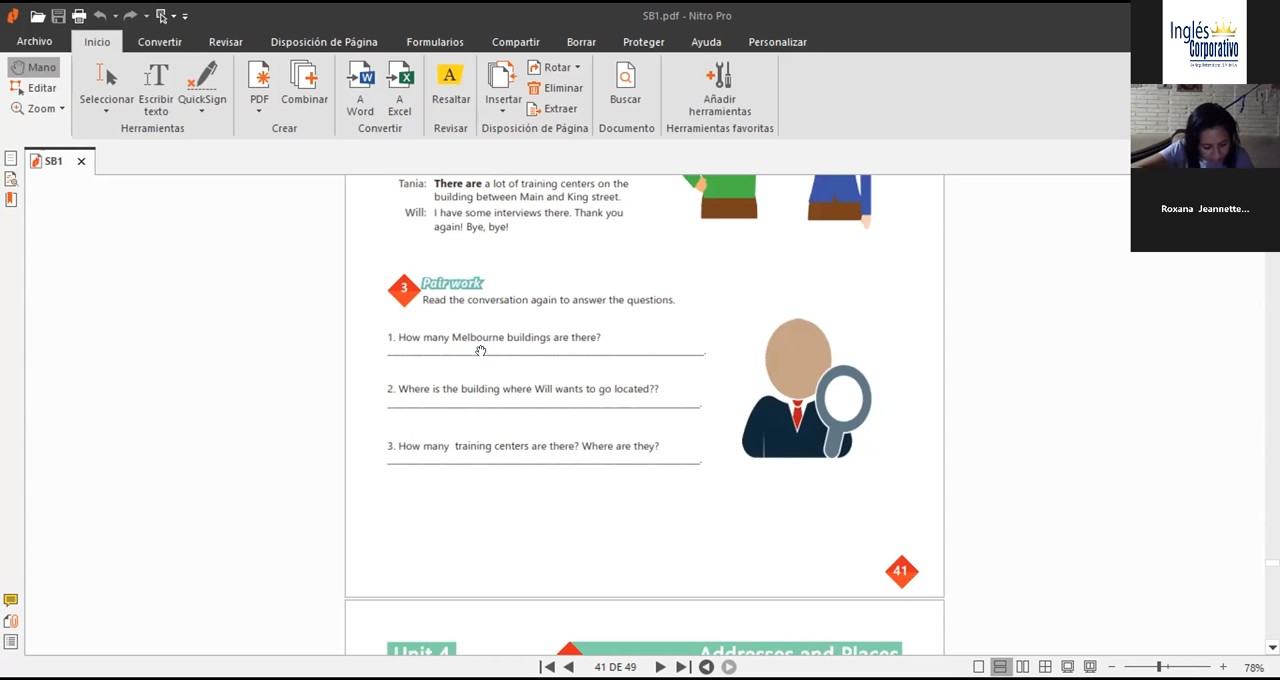 SB1.pdf - Nitro Pro
Archivo
Inicio
Convertir
Revisar
Disposición de Página
Formularios
Compartir
Borrar
Proteger
Ayuda
Personalizar
Mano
Editar
Zoom
Seleccionar
Escribir texto
QuickSign
Herramientas
PDF
Combinar
Crear
A Word
A Excel
Convertir
Resaltar
Revisar
Insertar
Rotar
Eliminar
Extraer
Disposición de Página
Buscar
Documento
Añadir herramientas
Herramientas favoritas
Inglés
Corporativo
Roxana Jeannette...
SB1
Tania: There are a lot of training centers on the
building between Main and King street.
Will: I have some interviews there. Thank you
again! Bye, bye!
3 Pair work
Read the conversation again to answer the questions.
1. How many Melbourne buildings are there?
2. Where is the building where Will wants to go located??
3. How many training centers are there? Where are they?
41
Unit 4
Addresses and Places
41 DE 49
78%